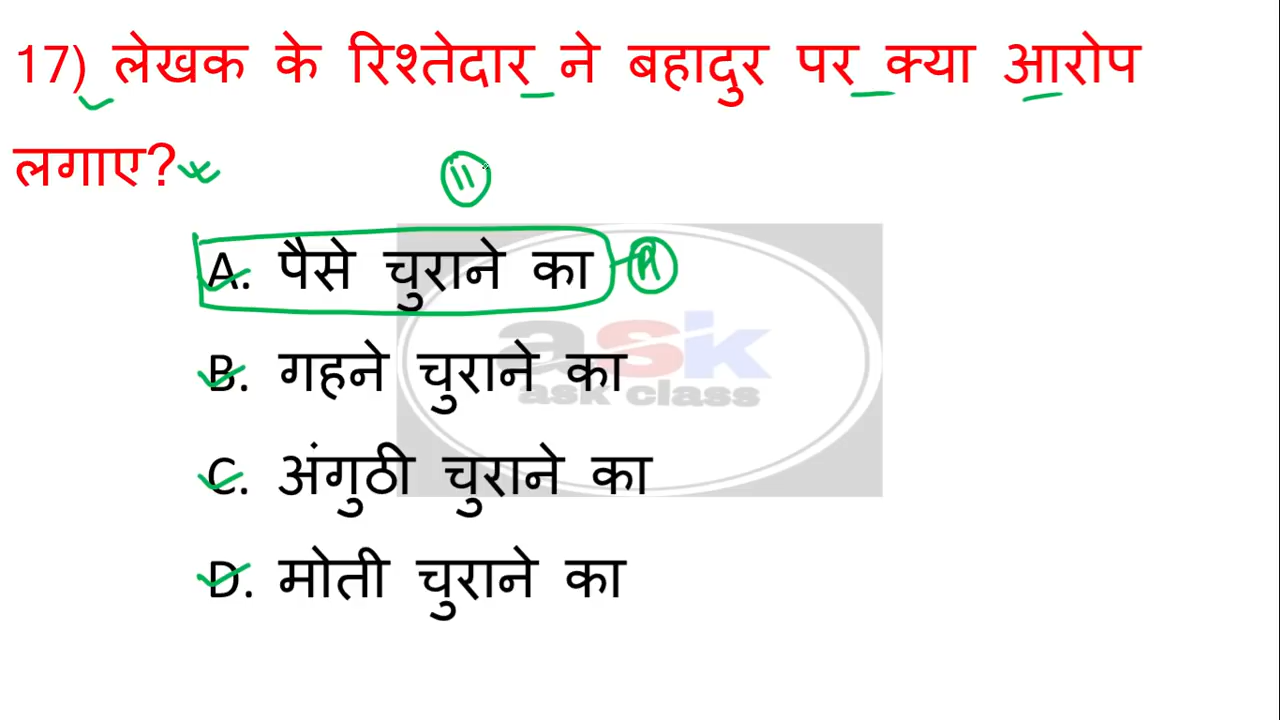 17) लेखक के रिश्तेदार ने बहादुर पर क्या आरोप
लगाए?
A. पैसे चुराने का
B. गहने चुराने का
ask
ask class
C. अंगुठी चुराने का
D. मोती चुराने का